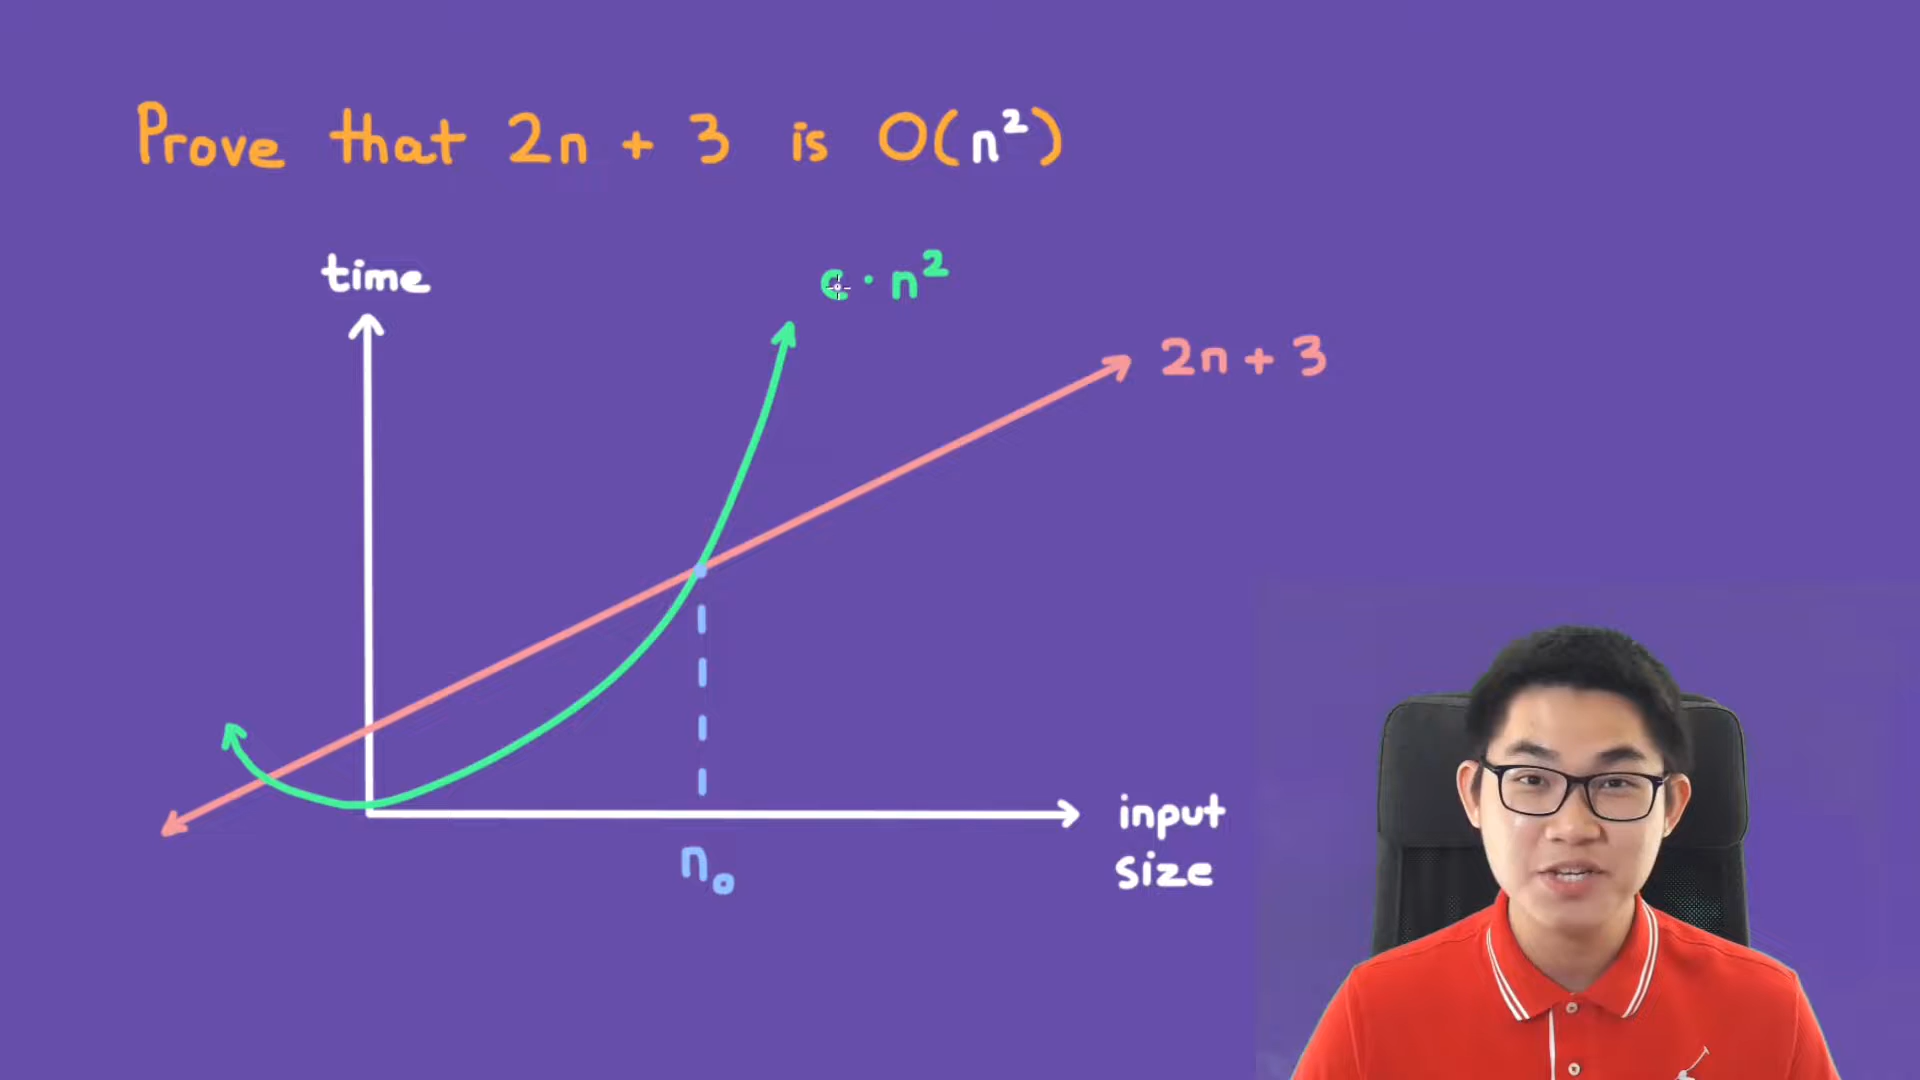 Prove that 2n + 3 is O(n²)
time
c · n²
2n + 3
input
size
n₀